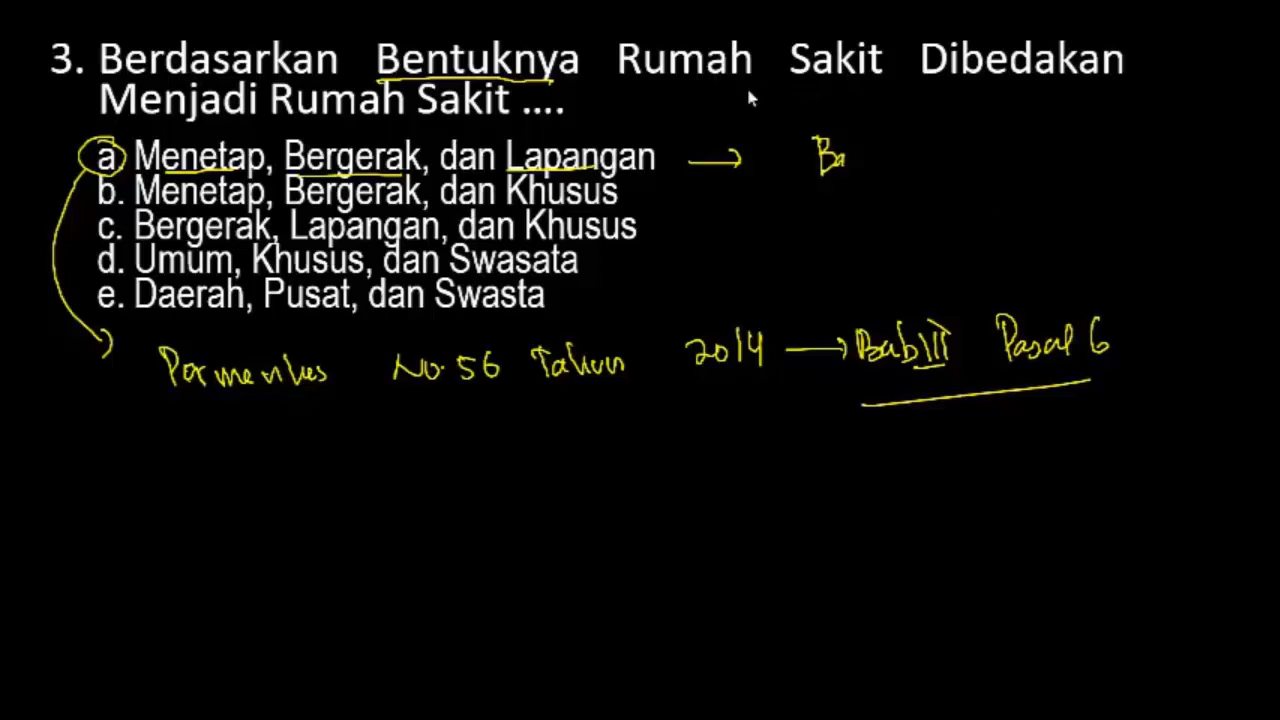 3. Berdasarkan Bentuknya Rumah Sakit Dibedakan
Menjadi Rumah Sakit ....
a. Menetap, Bergerak, dan Lapangan → Ba
b. Menetap, Bergerak, dan Khusus
c. Bergerak, Lapangan, dan Khusus
d. Umum, Khusus, dan Swasata
e. Daerah, Pusat, dan Swasta
Permenkes No. 56 Tahun 2014 → Bab III Pasal 6